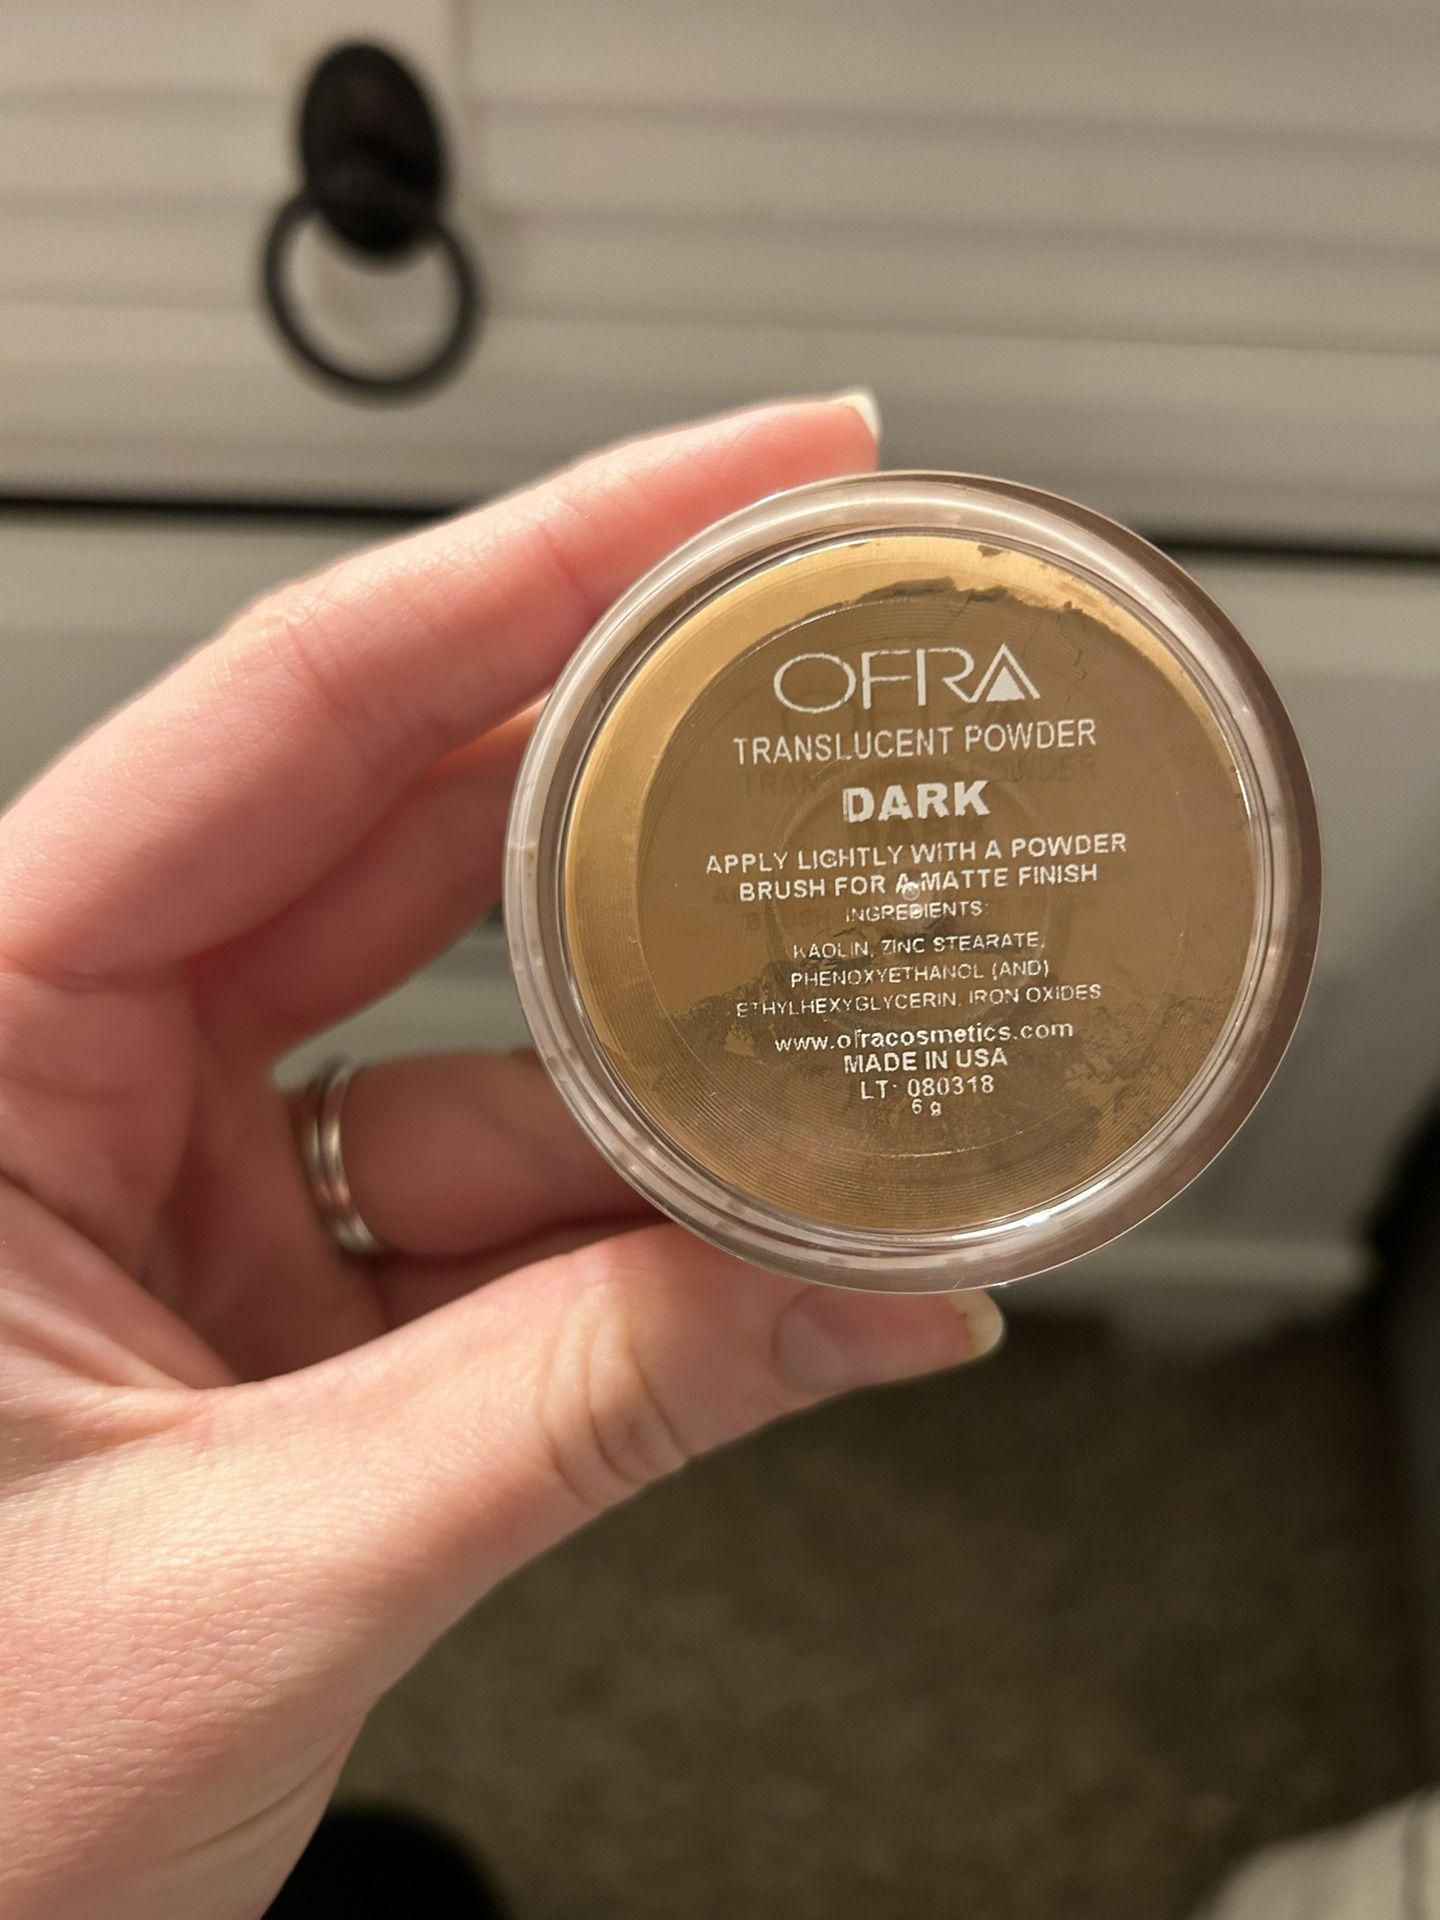 OFRA
TRANSLUCENT POWDER
DARK
APPLY LIGHTLY WITH A POWDER
BRUSH FOR A MATTE FINISH
INGREDIENTS:
KAOLIN, ZINC STEARATE,
PHENOXYETHANOL (AND)
ETHYLHEXYGLYCERIN, IRON OXIDES
www.ofracosmetics.com
MADE IN USA
LT: 080318
6 g